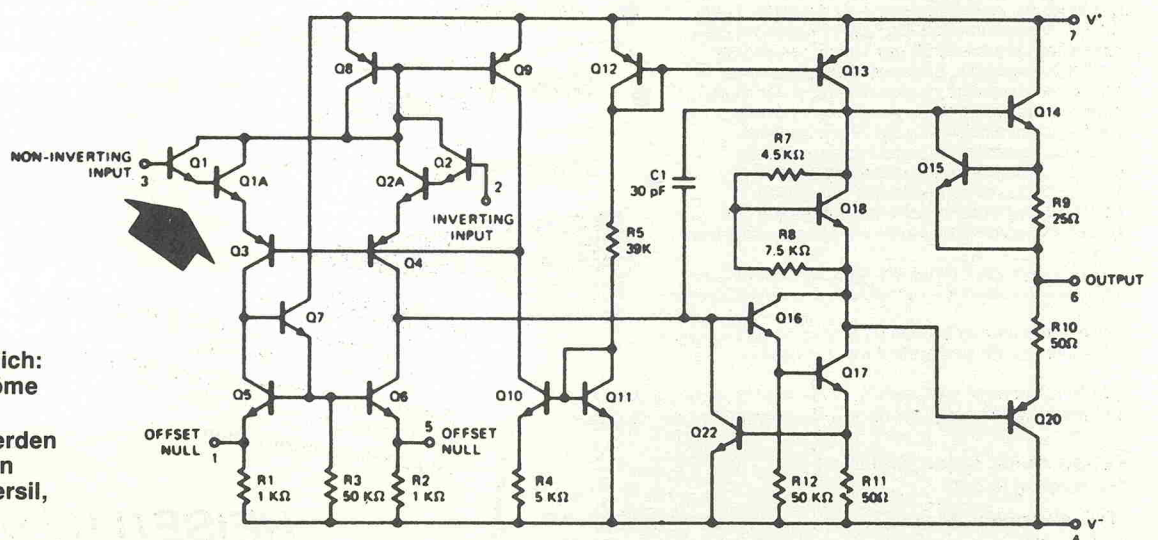 V+
7
Q8
Q9
Q12
Q13
Q14
NON-INVERTING
INPUT
3
Q1
Q1A
Q2A
Q2
2
INVERTING
INPUT
C1
30 pF
R7
4.5 KΩ
Q15
Q18
R9
25Ω
Q3
Q4
R5
39K
R8
7.5 KΩ
OUTPUT
6
Q7
Q16
R10
50Ω
ich:
öme
Q5
Q6
Q10
Q11
Q17
Q20
OFFSET
NULL
1
5
OFFSET
NULL
Q22
erden
n
ersil,
R1
1 KΩ
R3
50 KΩ
R2
1 KΩ
R4
5 KΩ
R12
50 KΩ
R11
50Ω
V-